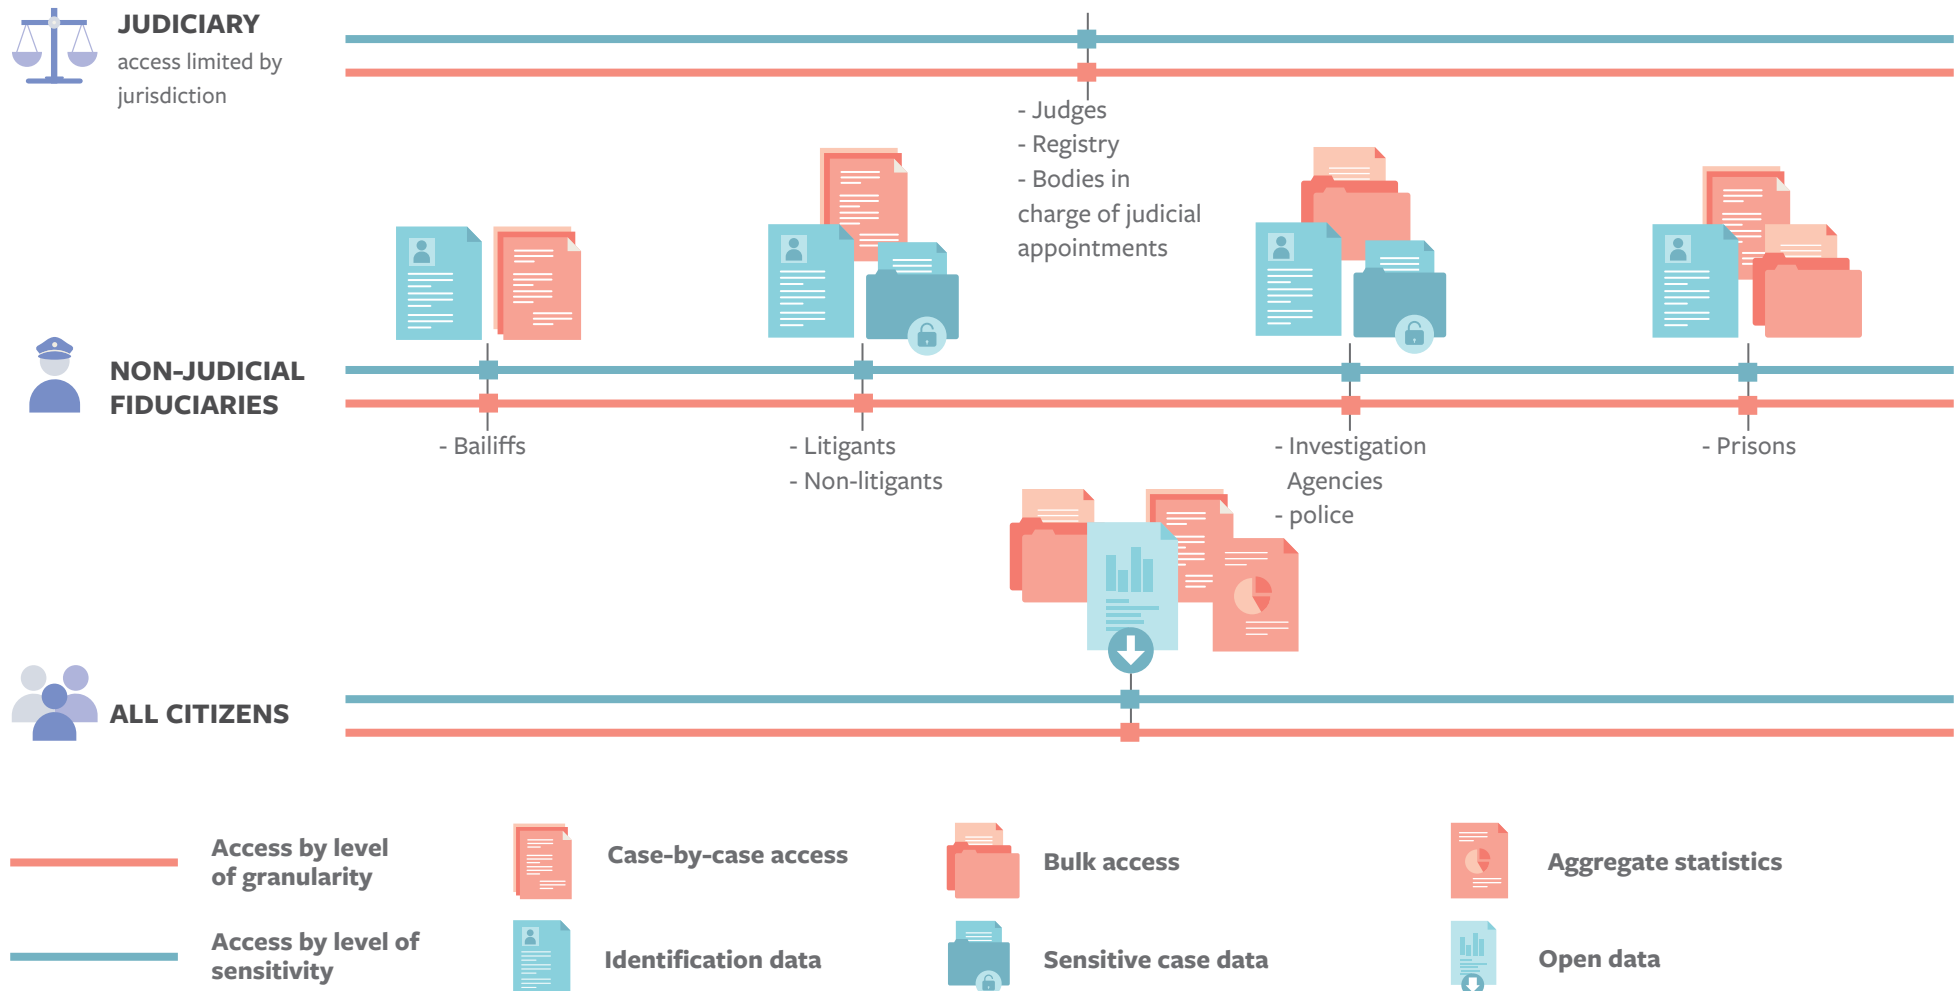 JUDICIARY
access limited by
jurisdiction
- Judges
- Registry
- Bodies in
charge of judicial
appointments
NON-JUDICIAL
FIDUCIARIES
- Bailiffs
- Litigants
- Non-litigants
- Investigation
Agencies
- police
- Prisons
ALL CITIZENS
Access by level
of granularity
Case-by-case access
Bulk access
Aggregate statistics
Access by level of
sensitivity
Identification data
Sensitive case data
Open data